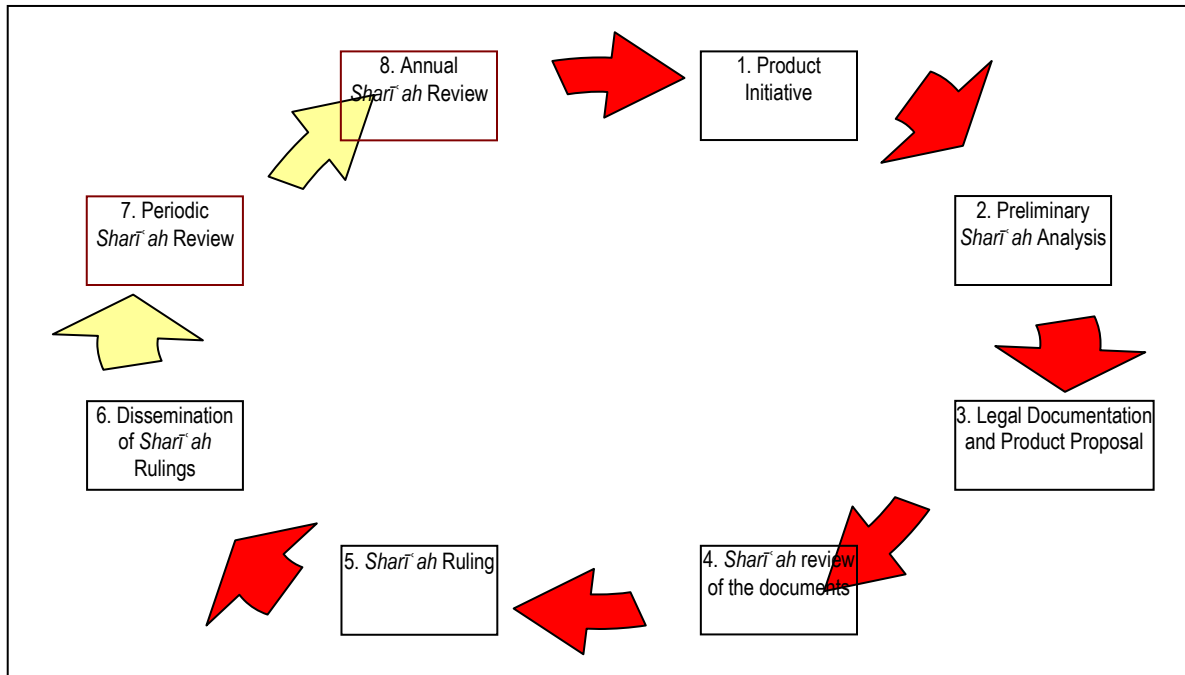 1. Product
Initiative
2. Preliminary
Sharīʿah Analysis
3. Legal Documentation
and Product Proposal
4. Sharīʿah review
of the documents
5. Sharīʿah Ruling
6. Dissemination
of Sharīʿah
Rulings
7. Periodic
Sharīʿah Review
8. Annual
Sharīʿah Review